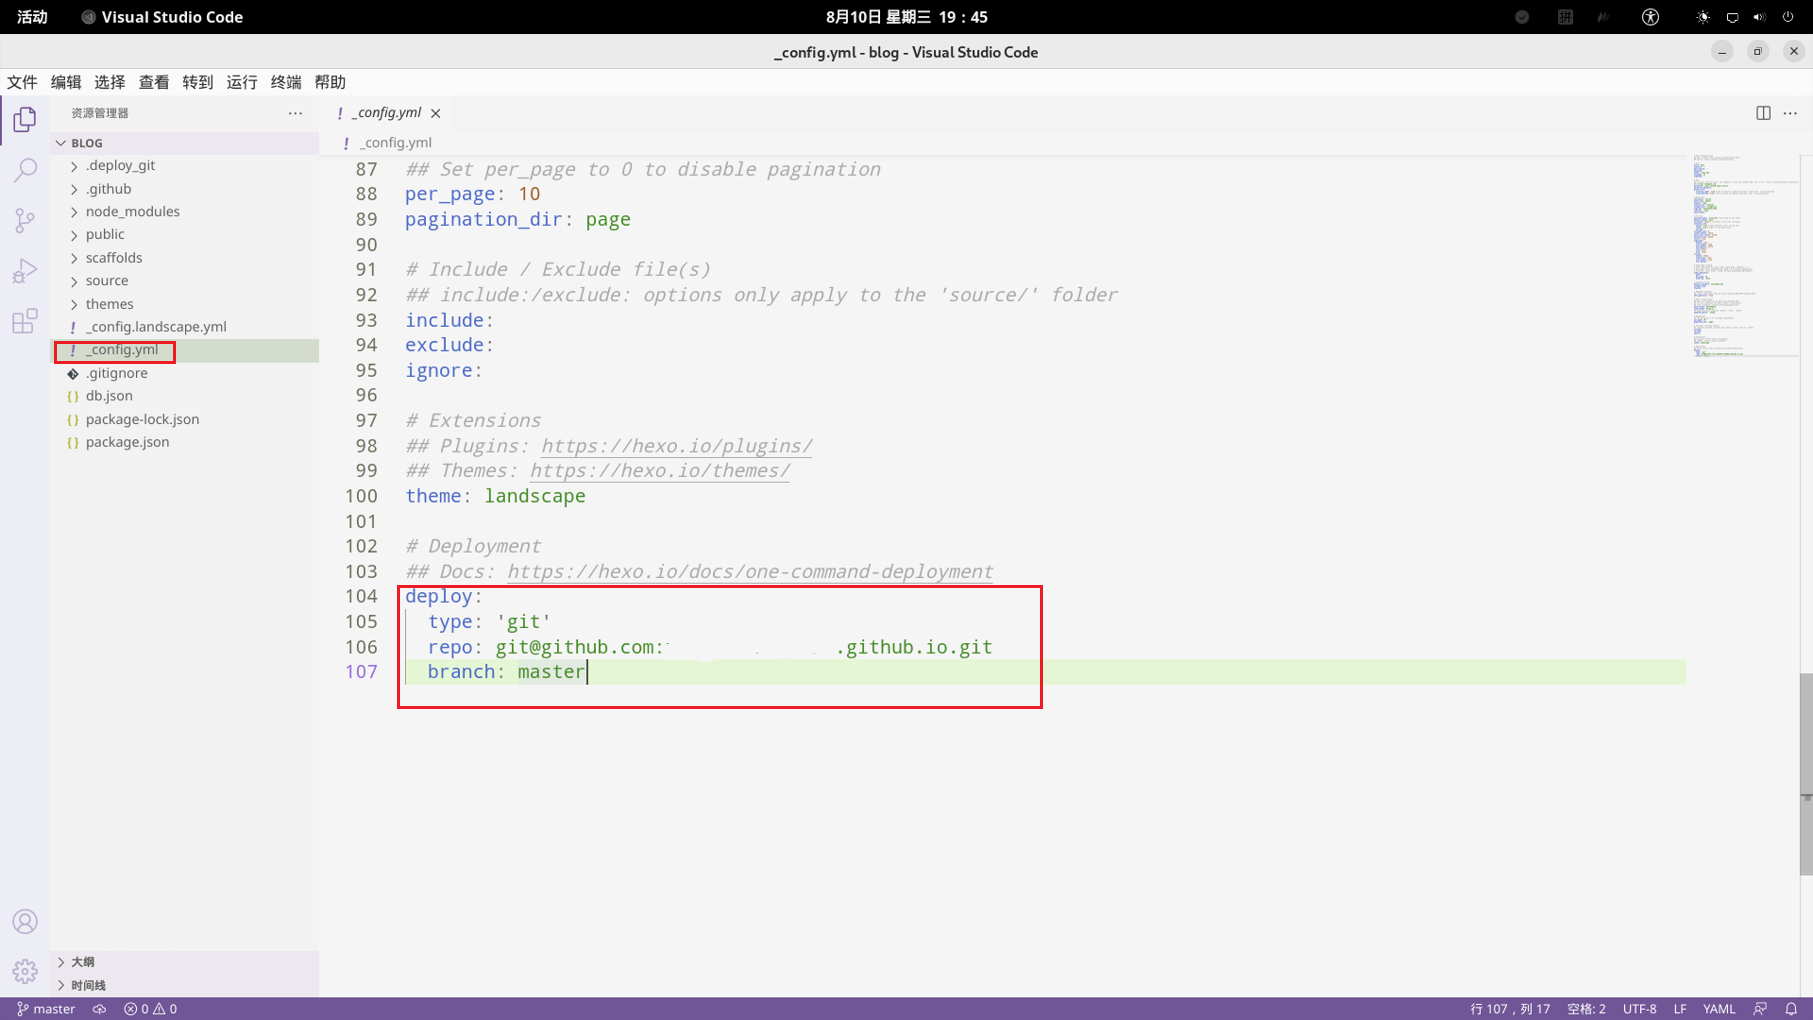 活动 Visual Studio Code 8月10日 星期三 19：45 拼
_config.yml - blog - Visual Studio Code
文件 编辑 选择 查看 转到 运行 终端 帮助
资源管理器
BLOG
.deploy_git
.github
node_modules
public
scaffolds
source
themes
_config.landscape.yml
_config.yml
.gitignore
db.json
package-lock.json
package.json
大纲
时间线
_config.yml
_config.yml
87 ## Set per_page to 0 to disable pagination
88 per_page: 10
89 pagination_dir: page
90
91 # Include / Exclude file(s)
92 ## include:/exclude: options only apply to the 'source/' folder
93 include:
94 exclude:
95 ignore:
96
97 # Extensions
98 ## Plugins: https://hexo.io/plugins/
99 ## Themes: https://hexo.io/themes/
100 theme: landscape
101
102 # Deployment
103 ## Docs: https://hexo.io/docs/one-command-deployment
104 deploy:
105 type: 'git'
106 repo: git@github.com: .github.io.git
107 branch: master
master 0 0 行 107，列 17 空格: 2 UTF-8 LF YAML